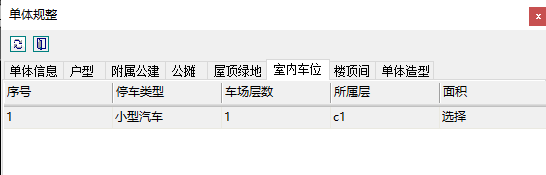 单体规整
单体信息 户型 附属公建 公摊 屋顶绿地 室内车位 楼顶间 单体造型
序号 停车类型 车场层数 所属层 面积
1 小型汽车 1 c1 选择